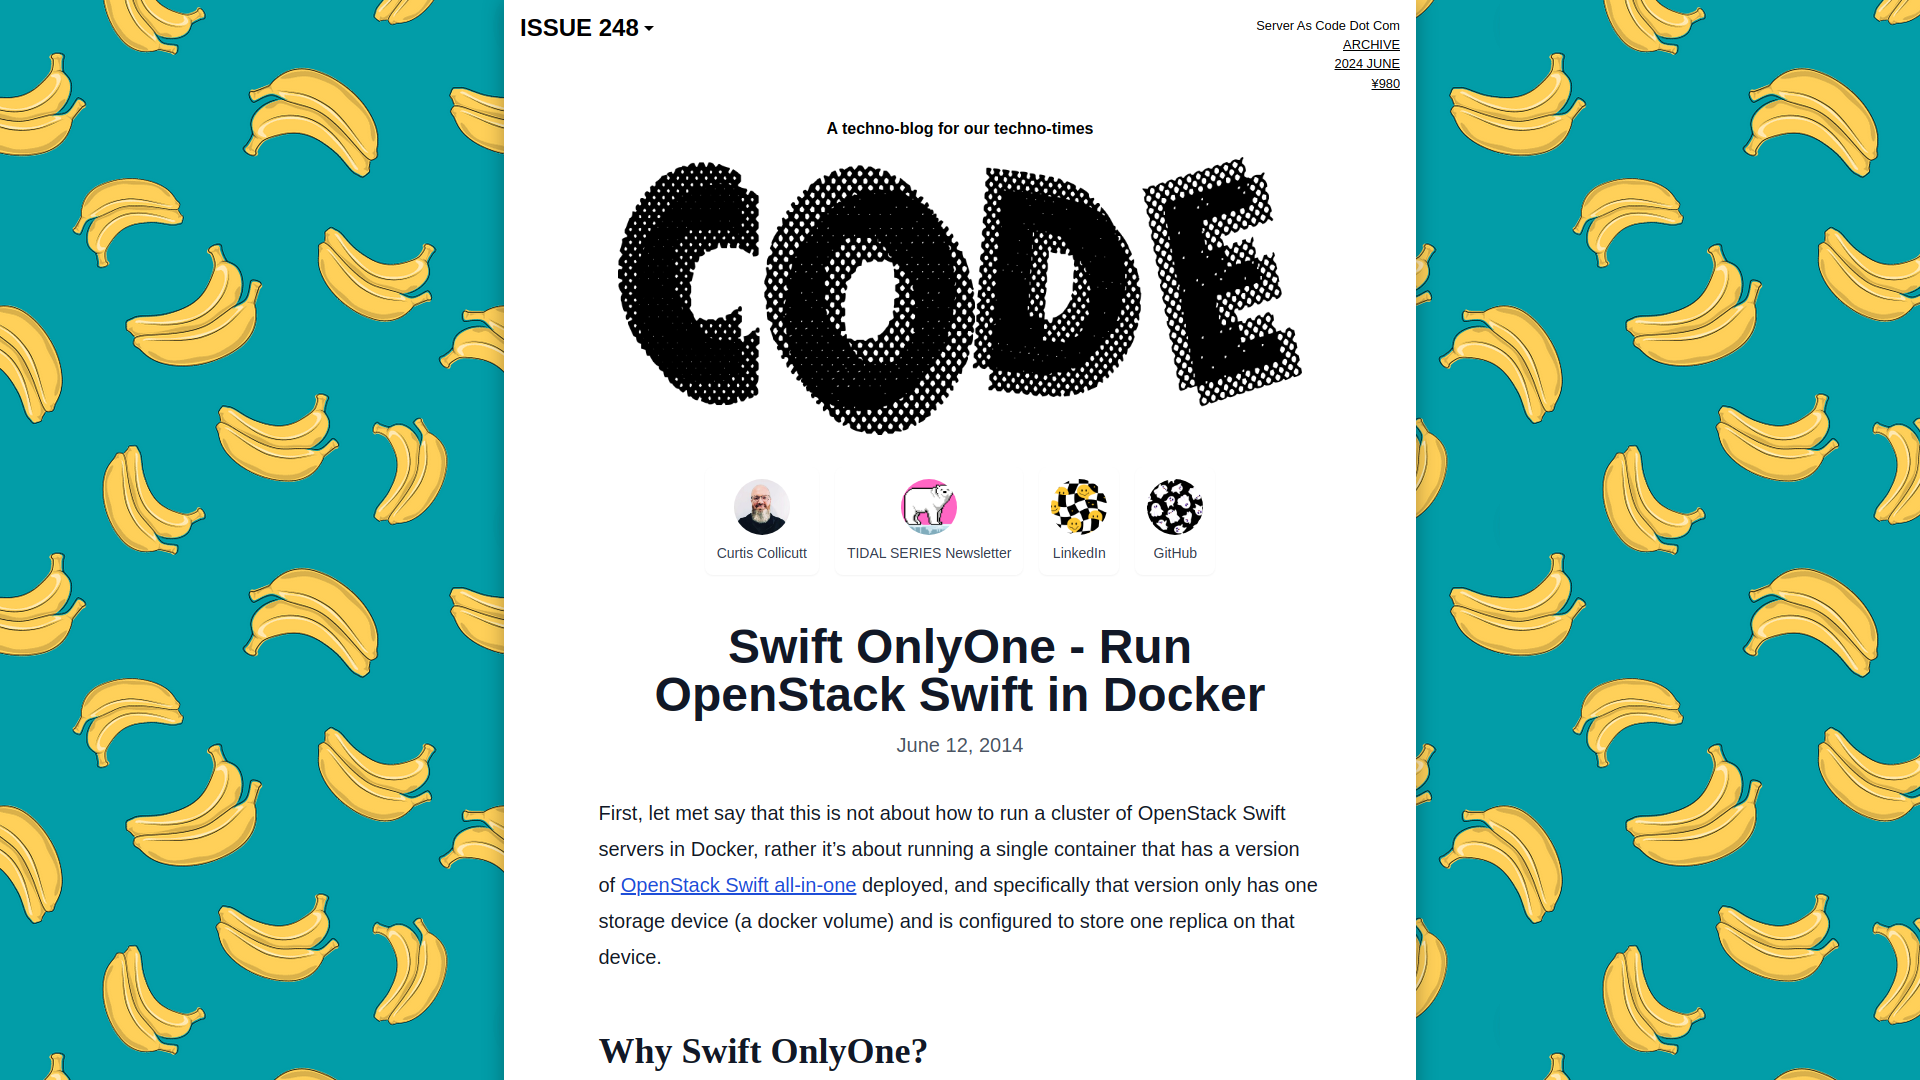 ISSUE 248
Server As Code Dot Com
ARCHIVE
2024 JUNE
¥980
A techno-blog for our techno-times
CODE
Curtis Collicutt
TIDAL SERIES Newsletter
LinkedIn
GitHub
Swift OnlyOne - Run
OpenStack Swift in Docker
June 12, 2014
First, let met say that this is not about how to run a cluster of OpenStack Swift
servers in Docker, rather it’s about running a single container that has a version
of OpenStack Swift all-in-one deployed, and specifically that version only has one
storage device (a docker volume) and is configured to store one replica on that
device.
Why Swift OnlyOne?